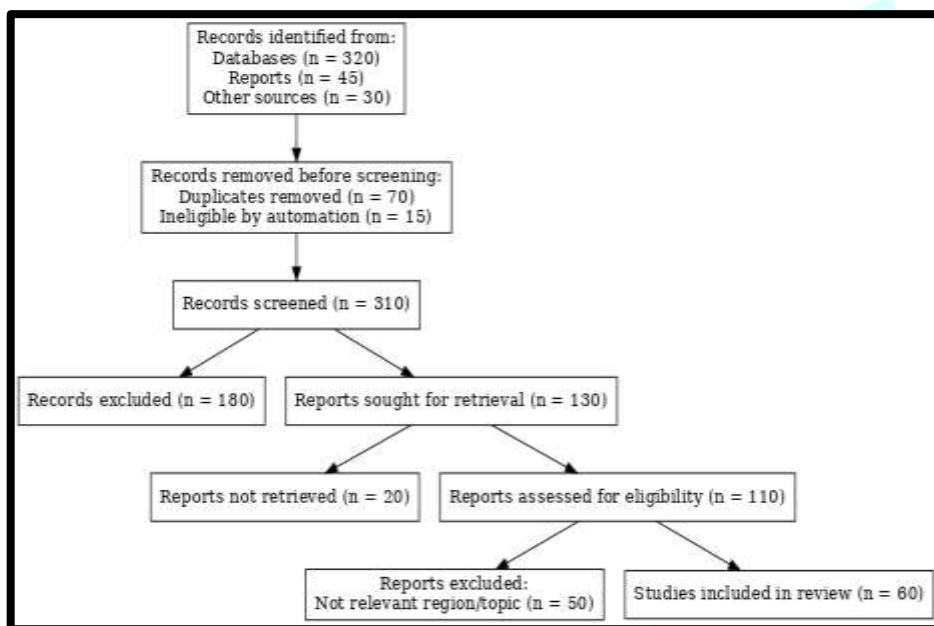 Records identified from:
Databases (n = 320)
Reports (n = 45)
Other sources (n = 30)
Records removed before screening:
Duplicates removed (n = 70)
Ineligible by automation (n = 15)
Records screened (n = 310)
Records excluded (n = 180)
Reports sought for retrieval (n = 130)
Reports not retrieved (n = 20)
Reports assessed for eligibility (n = 110)
Reports excluded:
Not relevant region/topic (n = 50)
Studies included in review (n = 60)